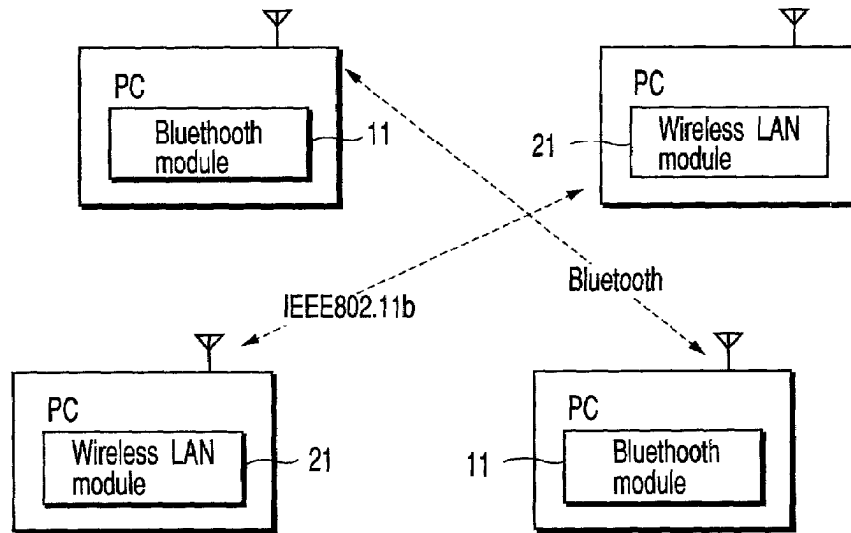 PC
Bluethooth
module
11
PC
Wireless LAN
module
21
IEEE802.11b
Bluetooth
PC
Wireless LAN
module
21
PC
Bluethooth
module
11